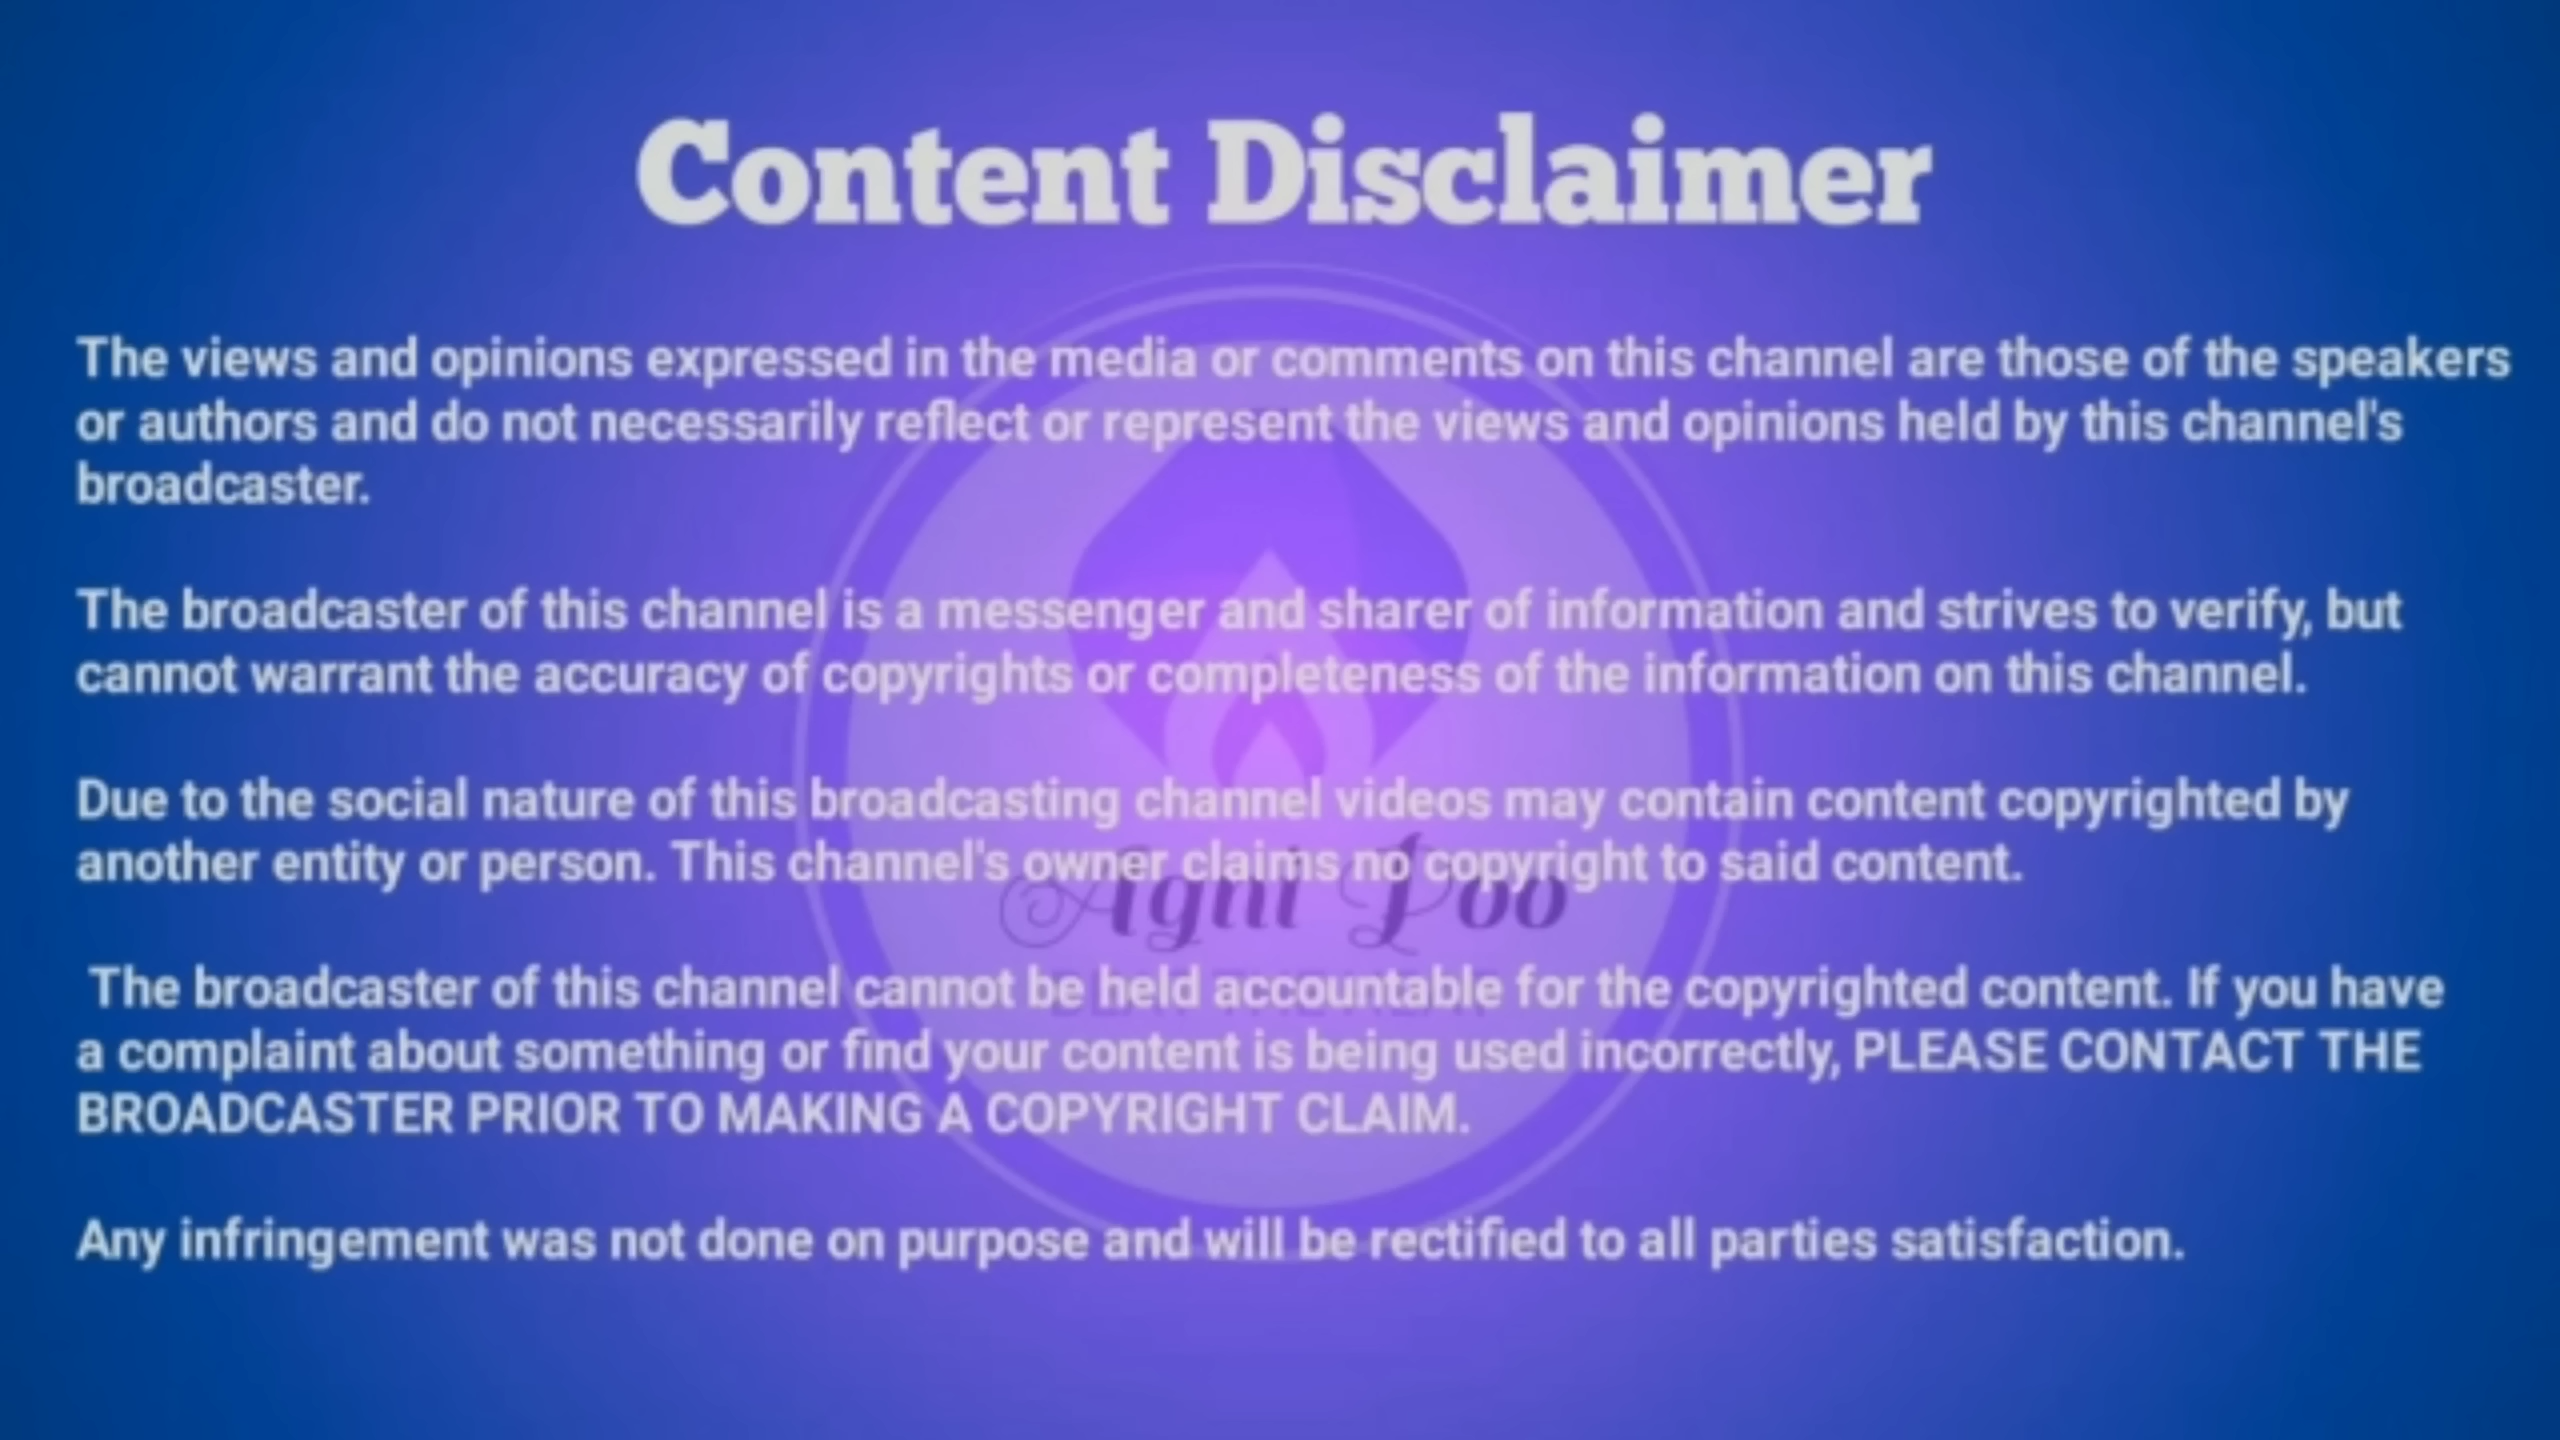 Content Disclaimer
The views and opinions expressed in the media or comments on this channel are those of the speakers
or authors and do not necessarily reflect or represent the views and opinions held by this channel's
broadcaster.
The broadcaster of this channel is a messenger and sharer of information and strives to verify, but
cannot warrant the accuracy of copyrights or completeness of the information on this channel.
Due to the social nature of this broadcasting channel videos may contain content copyrighted by
another entity or person. This channel's owner claims no copyright to said content.
Agni Poo
The broadcaster of this channel cannot be held accountable for the copyrighted content. If you have
a complaint about something or find your content is being used incorrectly, PLEASE CONTACT THE
BROADCASTER PRIOR TO MAKING A COPYRIGHT CLAIM.
Any infringement was not done on purpose and will be rectified to all parties satisfaction.